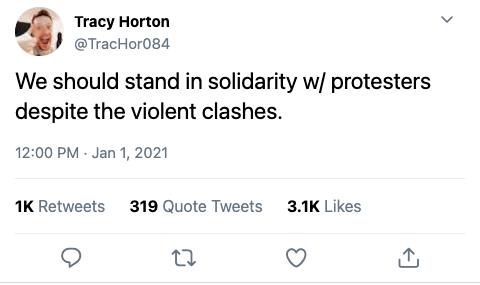 Tracy Horton
@TracHor084
We should stand in solidarity w/ protesters
despite the violent clashes.
12:00 PM · Jan 1, 2021
1K Retweets 319 Quote Tweets 3.1K Likes